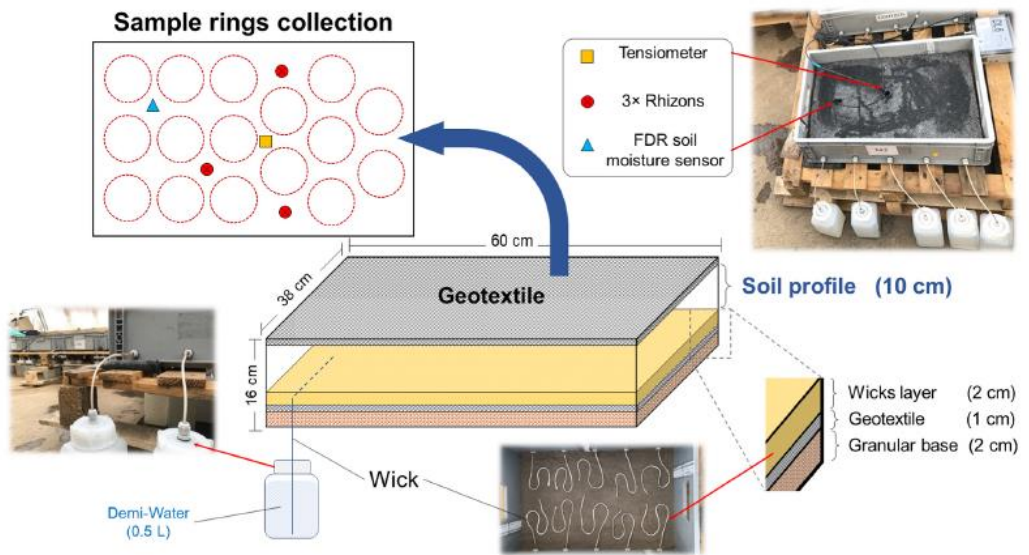 Sample rings collection
Tensiometer
3× Rhizons
FDR soil
moisture sensor
60 cm
38 cm
Geotextile
Soil profile (10 cm)
16 cm
Wicks layer (2 cm)
Geotextile (1 cm)
Granular base (2 cm)
Wick
Demi-Water
(0.5 L)